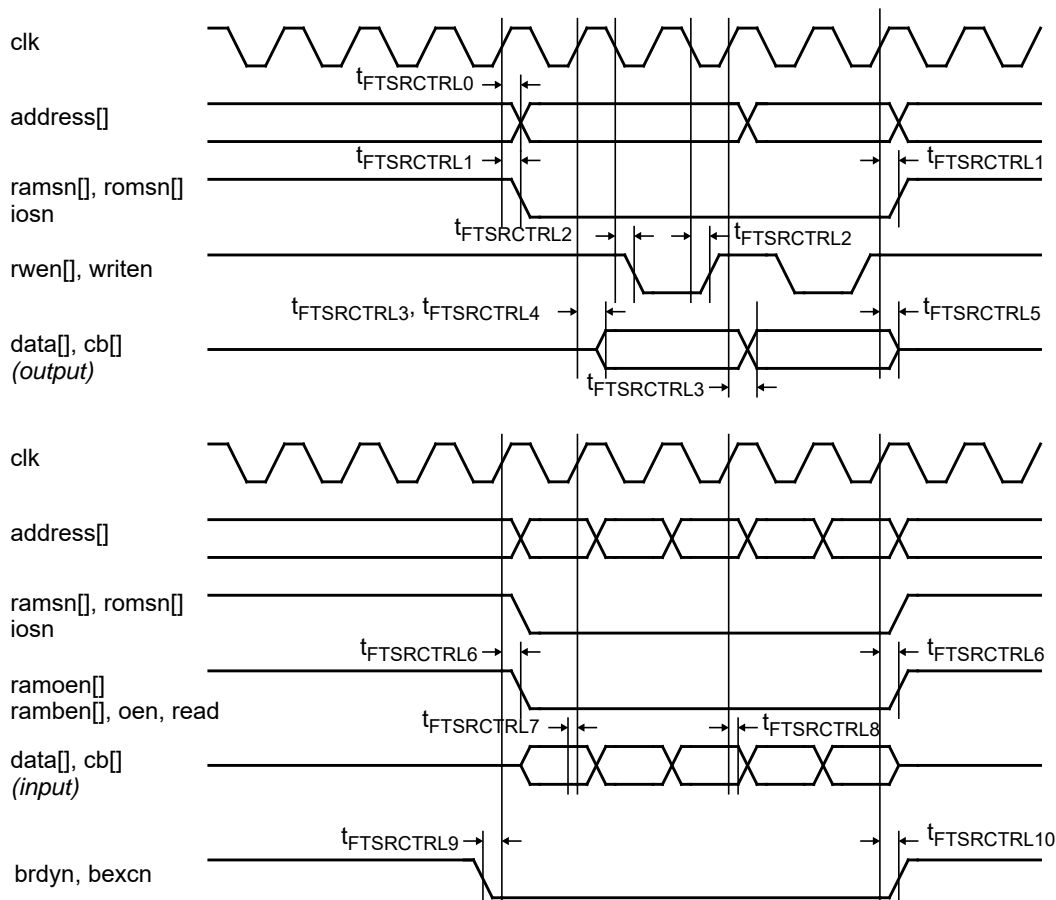 clk
tFTSRCTRL0
address[]
tFTSRCTRL1 tFTSRCTRL1
ramsn[], romsn[]
iosn
tFTSRCTRL2 tFTSRCTRL2
rwen[], writen
tFTSRCTRL3, tFTSRCTRL4 tFTSRCTRL5
data[], cb[]
(output)
tFTSRCTRL3
clk
address[]
ramsn[], romsn[]
iosn
tFTSRCTRL6 tFTSRCTRL6
ramoen[]
ramben[], oen, read
tFTSRCTRL7 tFTSRCTRL8
data[], cb[]
(input)
tFTSRCTRL9 tFTSRCTRL10
brdyn, bexcn